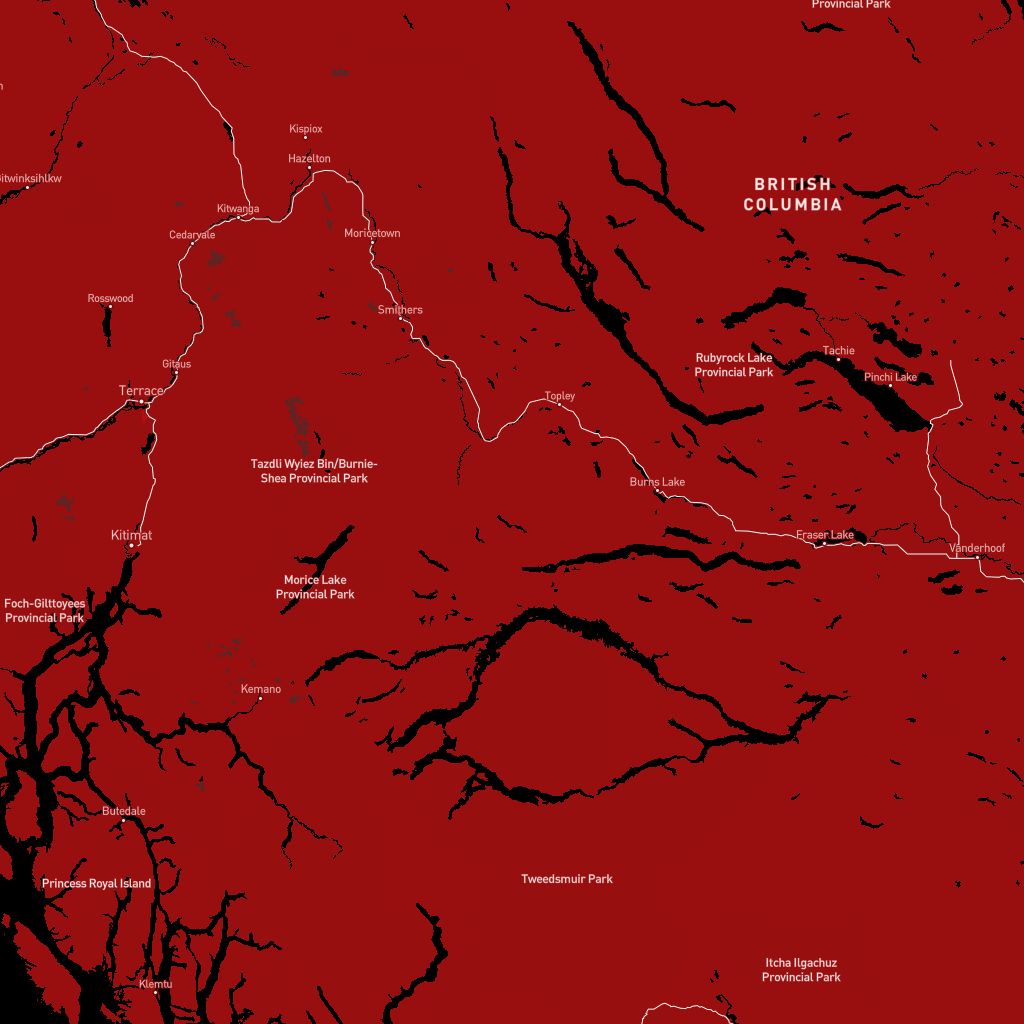 Provincial Park
Kispiox
Hazelton
Gitwinksihlkw
BRITISH
COLUMBIA
Kitwanga
Cedarvale
Moricetown
Rosswood
Smithers
Tachie
Rubyrock Lake
Provincial Park
Gitaus
Pinchi Lake
Terrace
Topley
Tazdli Wyiez Bin/Burnie-
Shea Provincial Park
Burns Lake
Kitimat
Fraser Lake
Vanderhoof
Morice Lake
Provincial Park
Foch-Gilttoyees
Provincial Park
Kemano
Butedale
Princess Royal Island
Tweedsmuir Park
Itcha Ilgachuz
Provincial Park
Klemtu